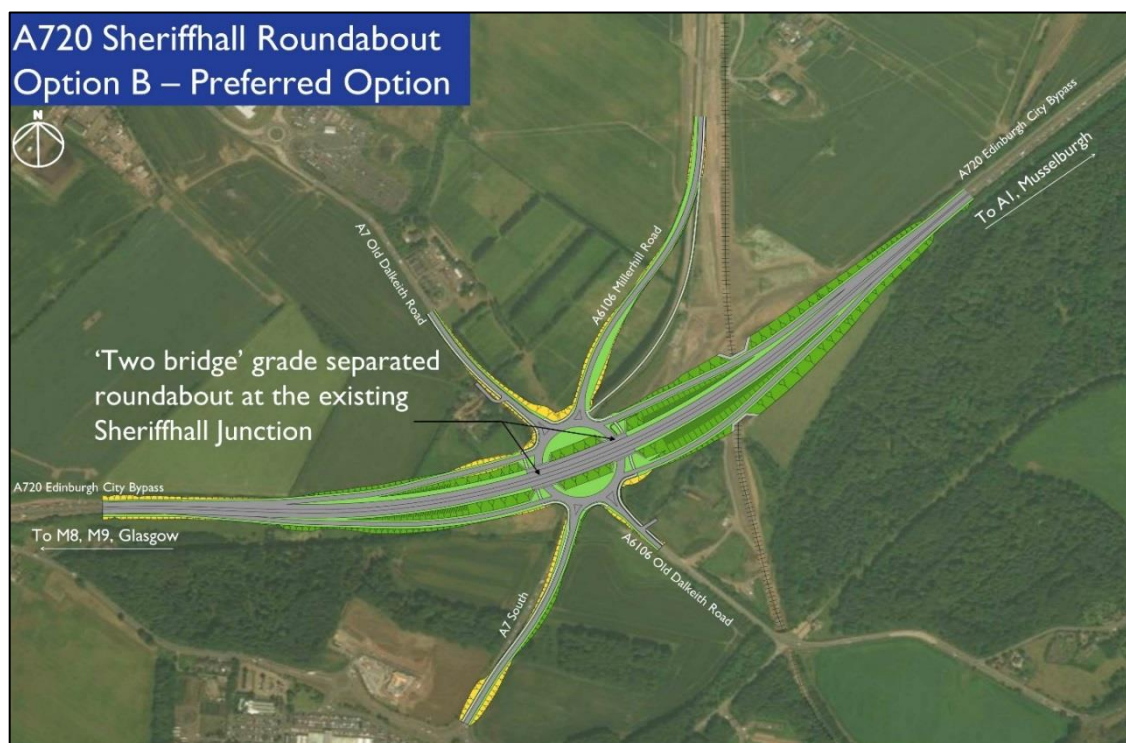 A720 Sheriffhall Roundabout
Option B – Preferred Option
N
A720 Edinburgh City Bypass
To A1, Musselburgh
A7 Old Dalkeith Road
A6106 Millerhill Road
‘Two bridge’ grade separated
roundabout at the existing
Sheriffhall Junction
A720 Edinburgh City Bypass
To M8, M9, Glasgow
A6106 Old Dalkeith Road
A7 South